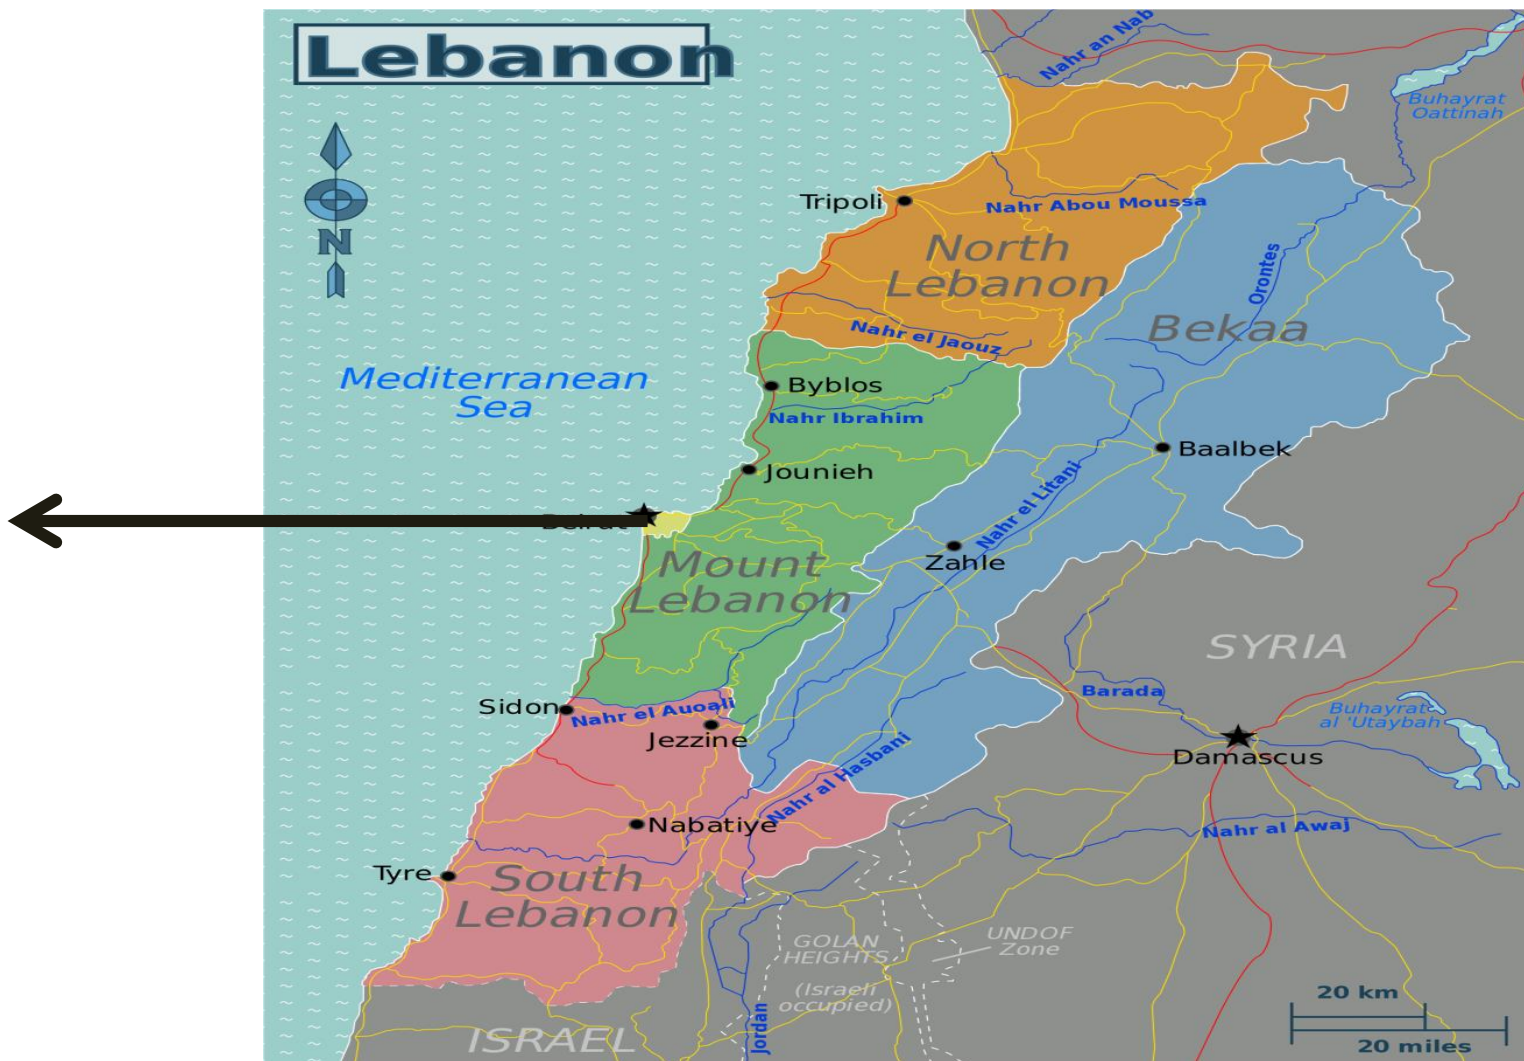 Lebanon
Nahr an Nab
Buhayrat
Oattinah
N
Tripoli
Nahr Abou Moussa
North
Lebanon
Orontes
Bekaa
Nahr el Jaouz
Mediterranean
Sea
Byblos
Nahr Ibrahim
Baalbek
Jounieh
Nahr el Litani
Beirut
Zahle
Mount
Lebanon
SYRIA
Sidon
Nahr el Auoali
Barada
Buhayrat
al 'Utaybah
Jezzine
Damascus
Nahr al Hasbani
Nabatiye
Nahr al Awaj
Tyre
South
Lebanon
GOLAN
HEIGHTS
(Israeli
occupied)
UNDOF
Zone
Jordan
ISRAEL
20 km
20 miles